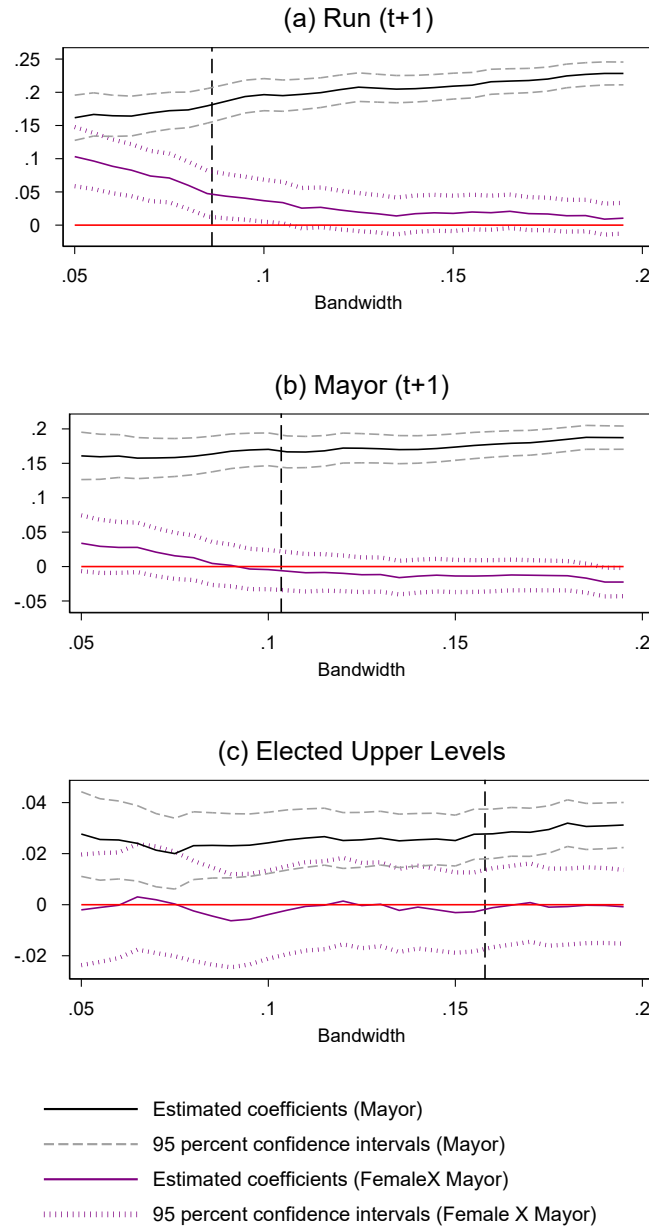 (a) Run (t+1)
.25
.2
.15
.1
.05
0
.05
.1
.15
.2
Bandwidth
(b) Mayor (t+1)
.2
.15
.1
.05
0
-.05
.05
.1
.15
.2
Bandwidth
(c) Elected Upper Levels
.04
.02
0
-.02
.05
.1
.15
.2
Bandwidth
Estimated coefficients (Mayor)
95 percent confidence intervals (Mayor)
Estimated coefficients (FemaleX Mayor)
95 percent confidence intervals (Female X Mayor)